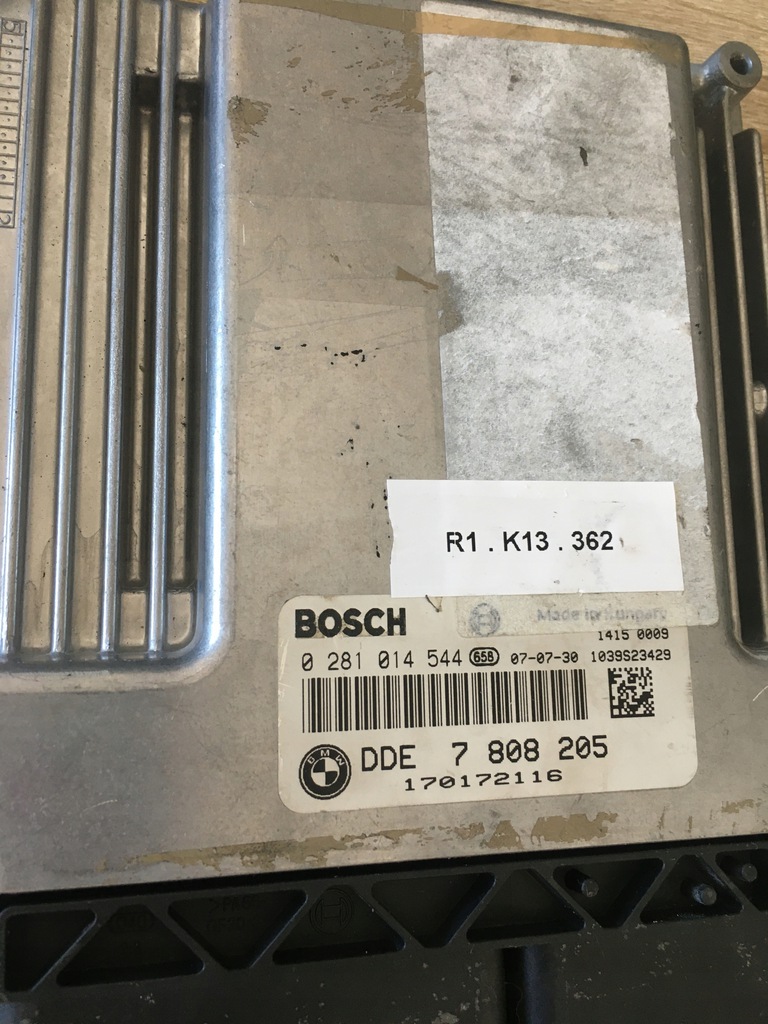 R1 . K13 . 362
BOSCH
Made in Hungary
1415 0009
0 281 014 544 658 07-07-30 1039S23429
BMW
DDE 7 808 205
170172116